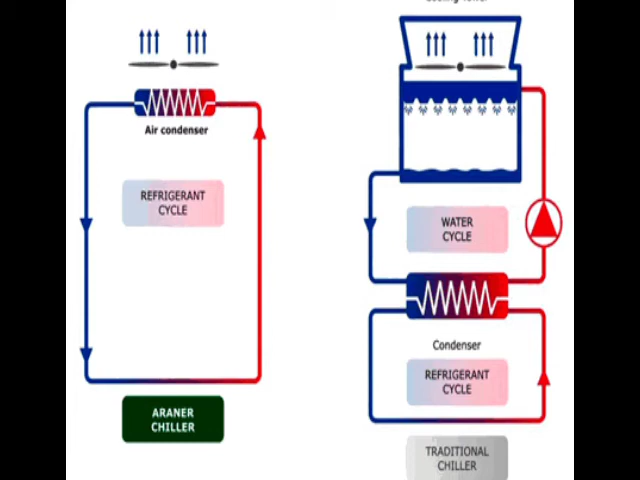 Air condenser
REFRIGERANT
CYCLE
ARANER
CHILLER
WATER
CYCLE
Condenser
REFRIGERANT
CYCLE
TRADITIONAL
CHILLER